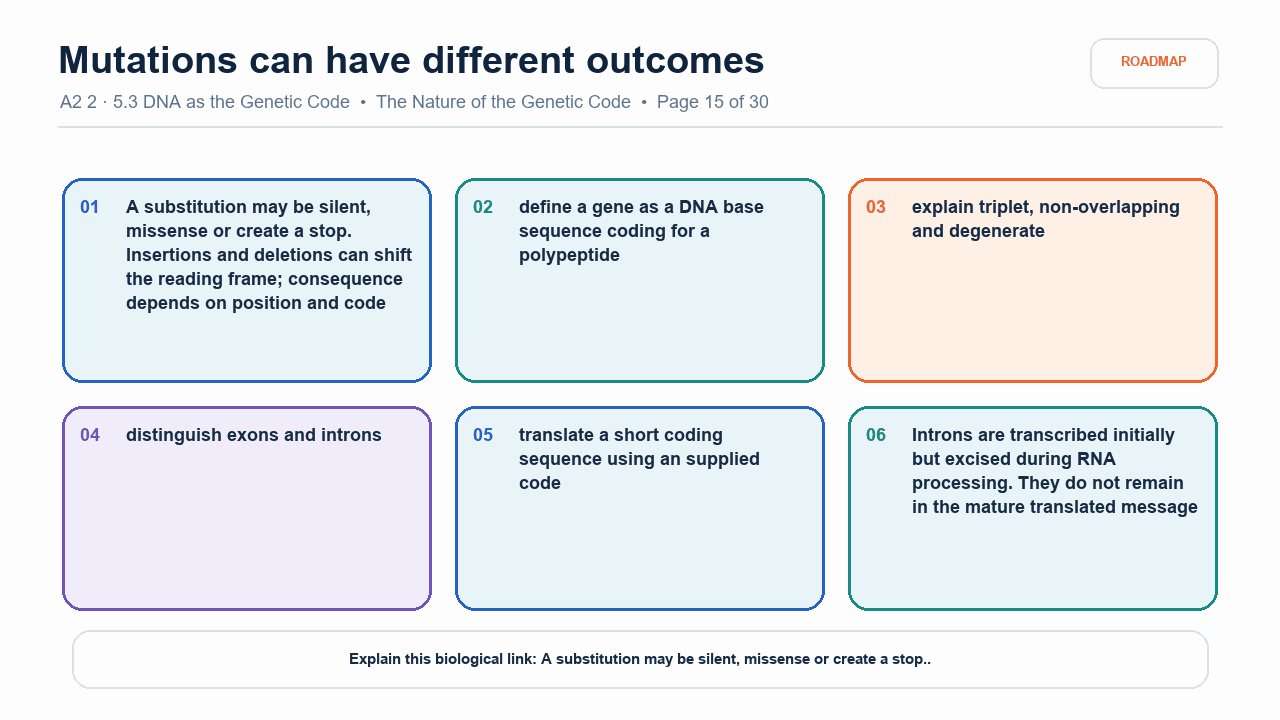 Mutations can have different outcomes
ROADMAP
A2 2 · 5.3 DNA as the Genetic Code • The Nature of the Genetic Code • Page 15 of 30
01
A substitution may be silent,
missense or create a stop.
Insertions and deletions can shift
the reading frame; consequence
depends on position and code
02
define a gene as a DNA base
sequence coding for a
polypeptide
03
explain triplet, non-overlapping
and degenerate
04
distinguish exons and introns
05
translate a short coding
sequence using an supplied
code
06
Introns are transcribed initially
but excised during RNA
processing. They do not remain
in the mature translated message
Explain this biological link: A substitution may be silent, missense or create a stop..